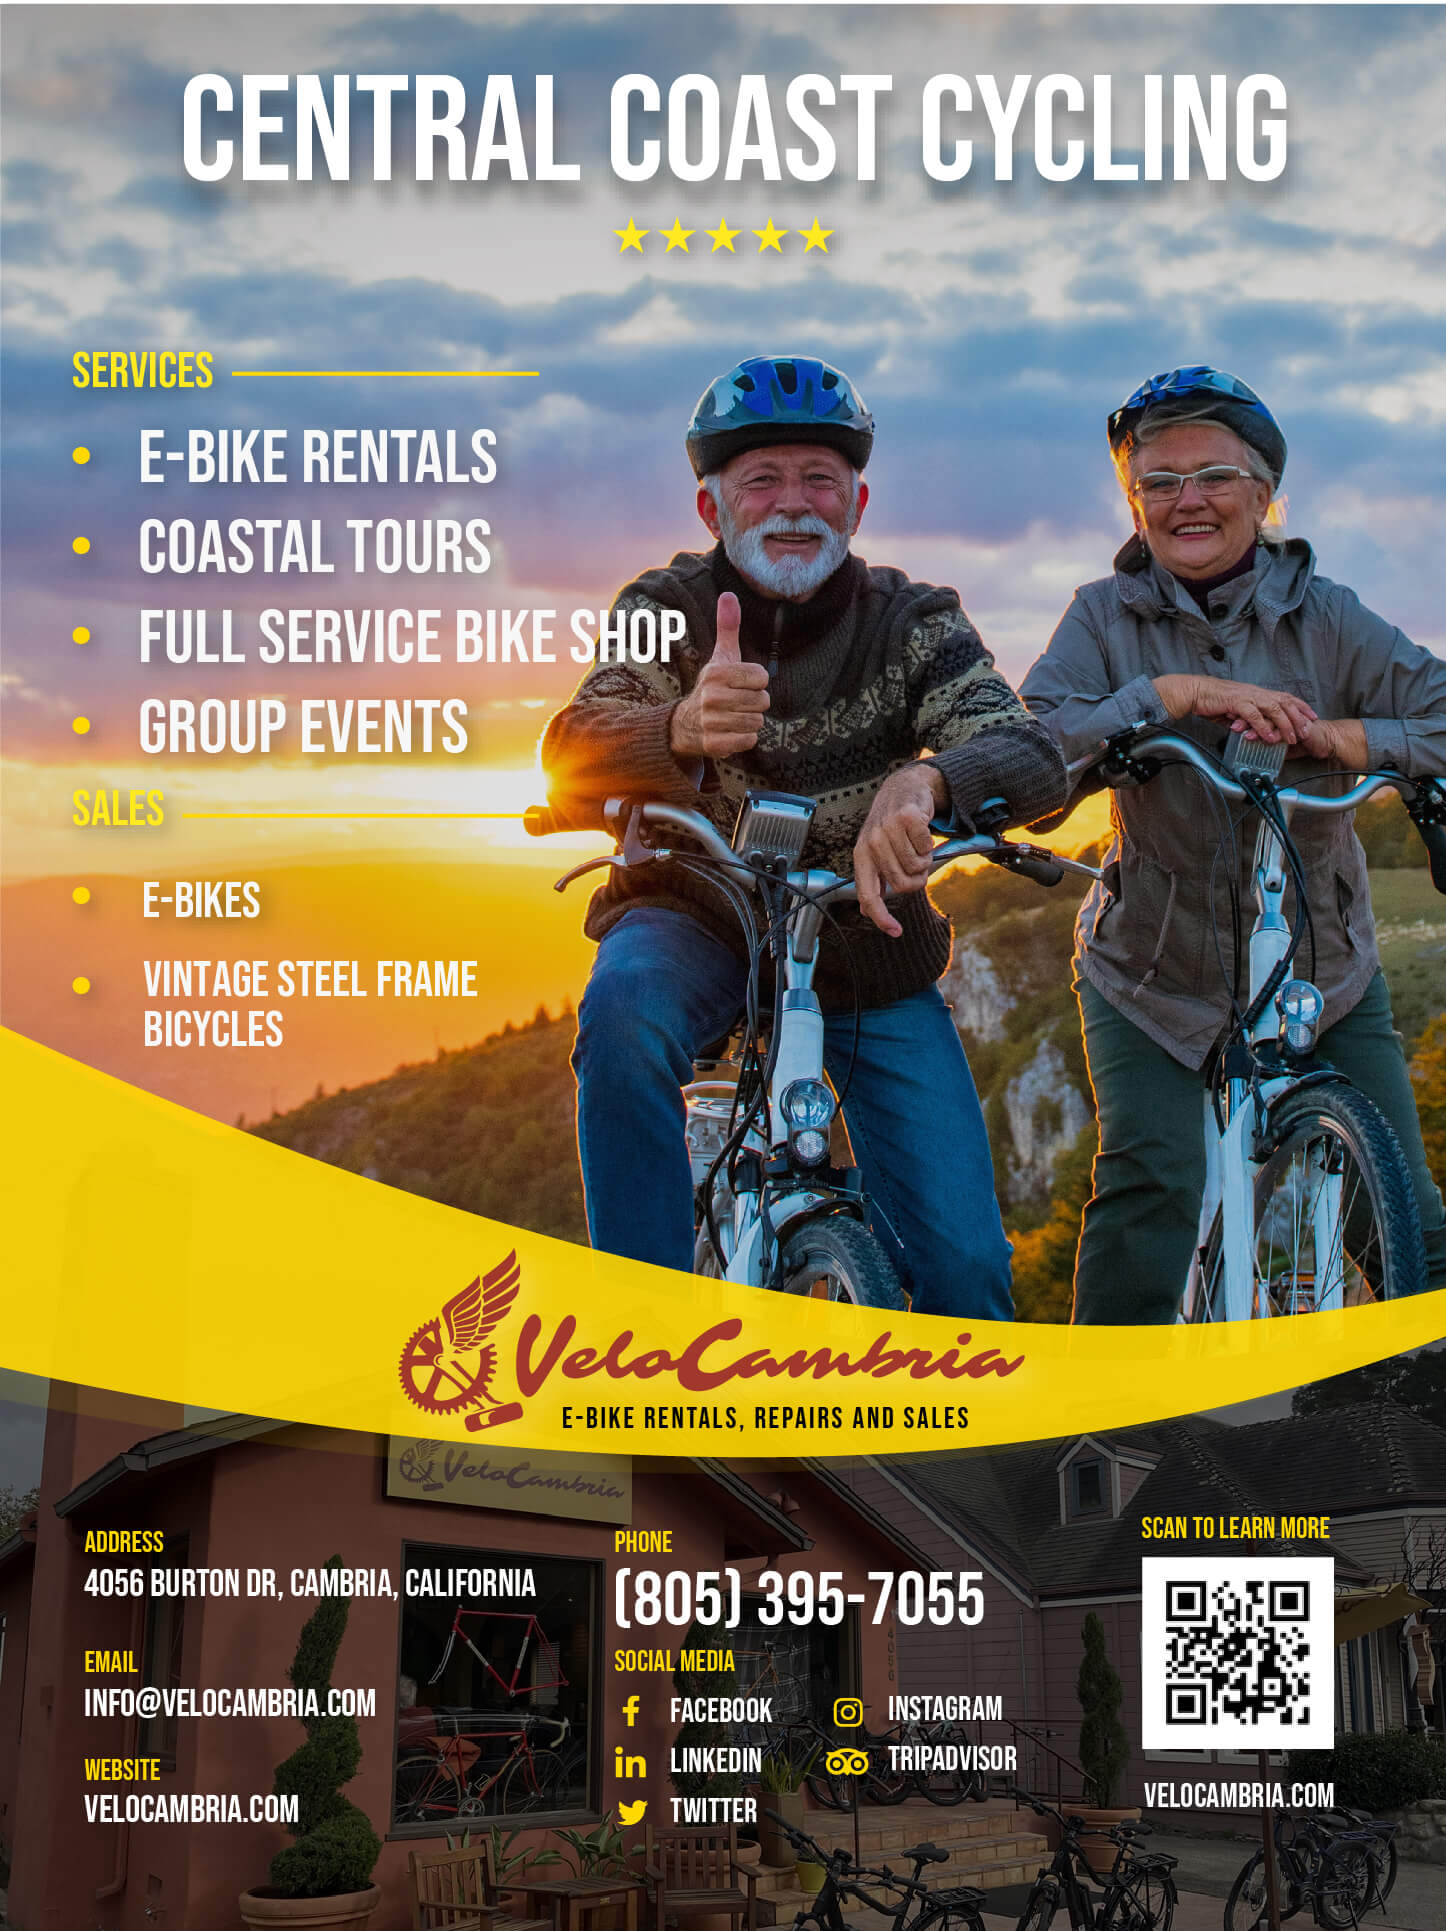 CENTRAL COAST CYCLING
SERVICES
E-BIKE RENTALS
COASTAL TOURS
FULL SERVICE BIKE SHOP
GROUP EVENTS
SALES
E-BIKES
VINTAGE STEEL FRAME
BICYCLES
VeloCambria
E-BIKE RENTALS, REPAIRS AND SALES
VeloCambria
ADDRESS
4056 BURTON DR, CAMBRIA, CALIFORNIA
EMAIL
INFO@VELOCAMBRIA.COM
WEBSITE
VELOCAMBRIA.COM
PHONE
(805) 395-7055
4056
SOCIAL MEDIA
FACEBOOK
INSTAGRAM
LINKEDIN
TRIPADVISOR
TWITTER
SCAN TO LEARN MORE
VELOCAMBRIA.COM